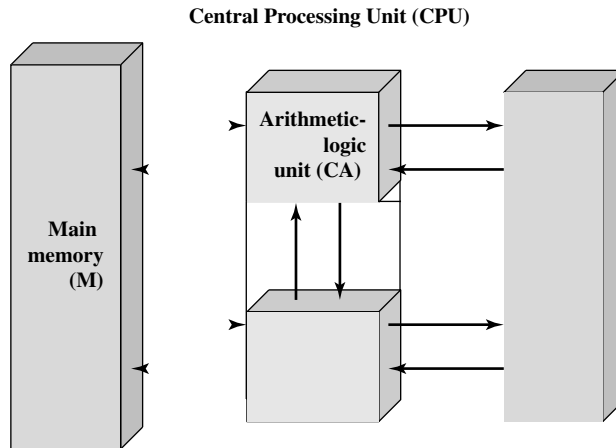 Central Processing Unit (CPU)
Main
memory
(M)
Arithmetic-
logic
unit (CA)